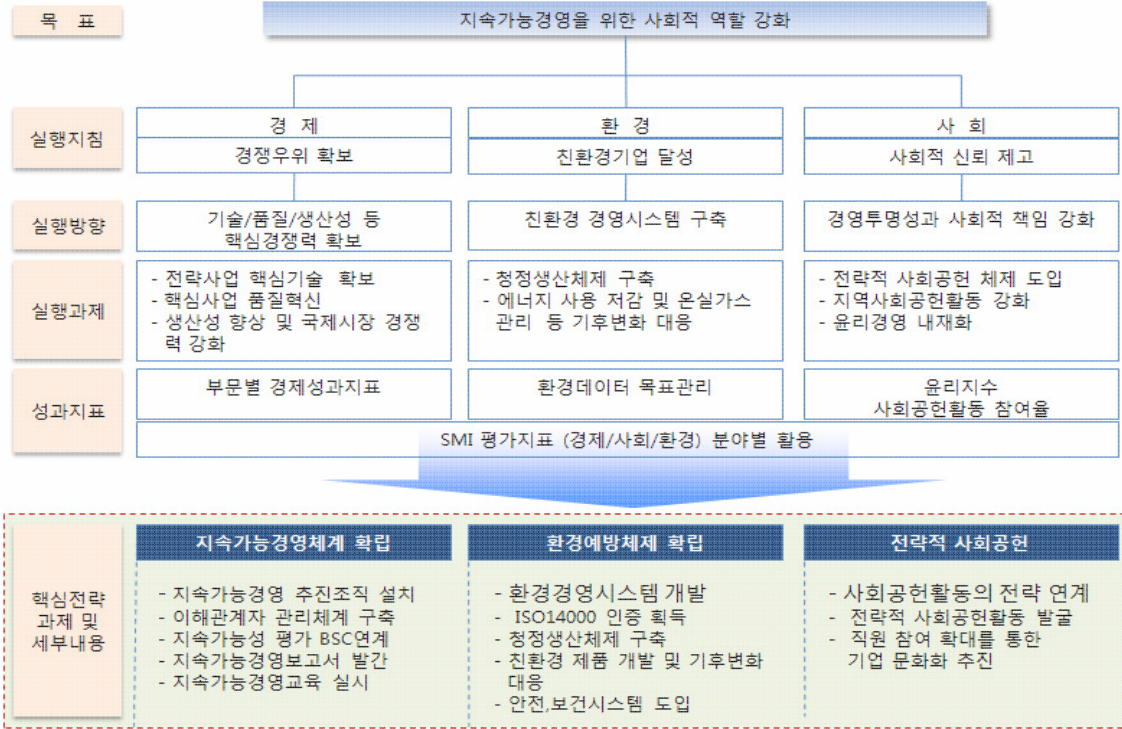 목 표
지속가능경영을 위한 사회적 역할 강화
실행지침
경 제
환 경
사 회
경쟁우위 확보
친환경기업 달성
사회적 신뢰 제고
실행방향
기술/품질/생산성 등
핵심경쟁력 확보
친환경 경영시스템 구축
경영투명성과 사회적 책임 강화
실행과제
- 전략사업 핵심기술 확보
- 핵심사업 품질혁신
- 생산성 향상 및 국제시장 경쟁
력 강화
- 청정생산체제 구축
- 에너지 사용 저감 및 온실가스
관리 등 기후변화 대응
- 전략적 사회공헌 체제 도입
- 지역사회공헌활동 강화
- 윤리경영 내재화
성과지표
부문별 경제성과지표
환경데이터 목표관리
윤리지수
사회공헌활동 참여율
SMI 평가지표 (경제/사회/환경) 분야별 활용
핵심전략
과제 및
세부내용
지속가능경영체계 확립
- 지속가능경영 추진조직 설치
- 이해관계자 관리체계 구축
- 지속가능성 평가 BSC연계
- 지속가능경영보고서 발간
- 지속가능경영교육 실시
환경예방체제 확립
- 환경경영시스템 개발
- ISO14000 인증 획득
- 청정생산체제 구축
- 친환경 제품 개발 및 기후변화
대응
- 안전,보건시스템 도입
전략적 사회공헌
- 사회공헌활동의 전략 연계
- 전략적 사회공헌활동 발굴
- 직원 참여 확대를 통한
기업 문화화 추진